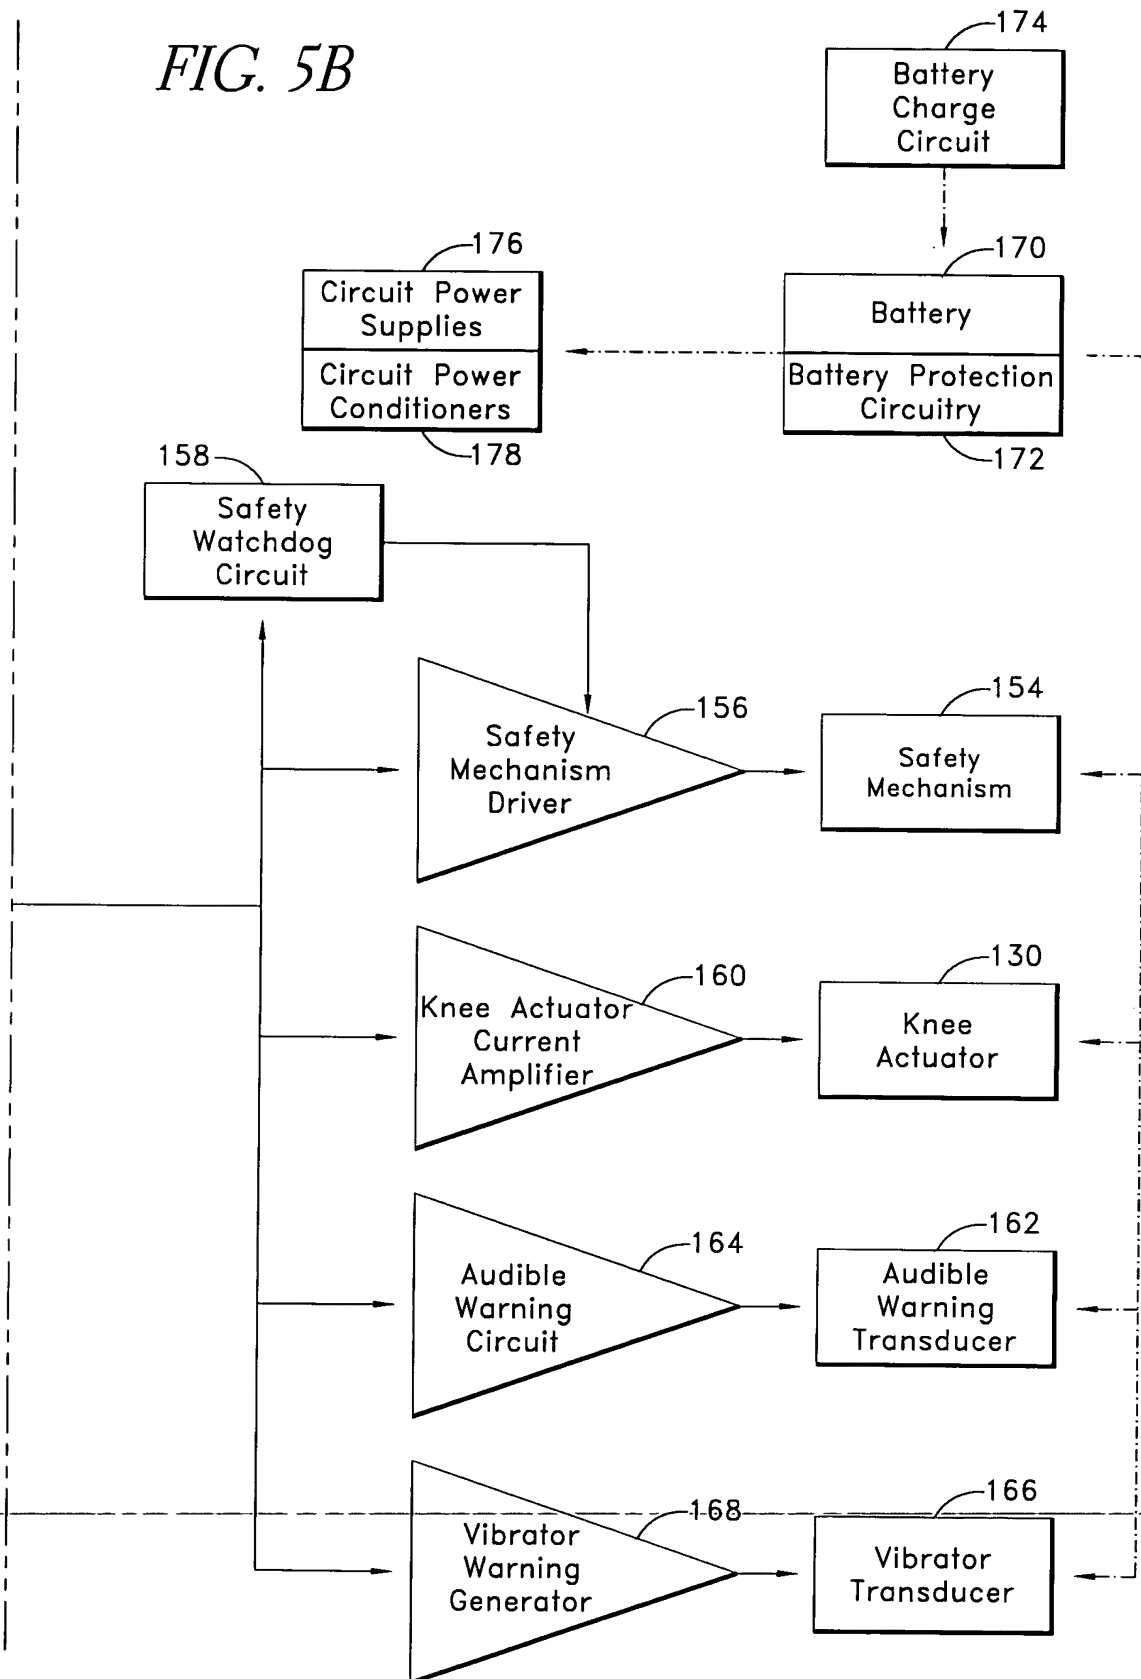 FIG. 5B
174
Battery
Charge
Circuit
176
Circuit Power
Supplies
Circuit Power
Conditioners
178
170
Battery
Battery Protection
Circuitry
172
158
Safety
Watchdog
Circuit
156
Safety
Mechanism
Driver
154
Safety
Mechanism
160
Knee Actuator
Current
Amplifier
130
Knee
Actuator
164
Audible
Warning
Circuit
162
Audible
Warning
Transducer
168
Vibrator
Warning
Generator
166
Vibrator
Transducer